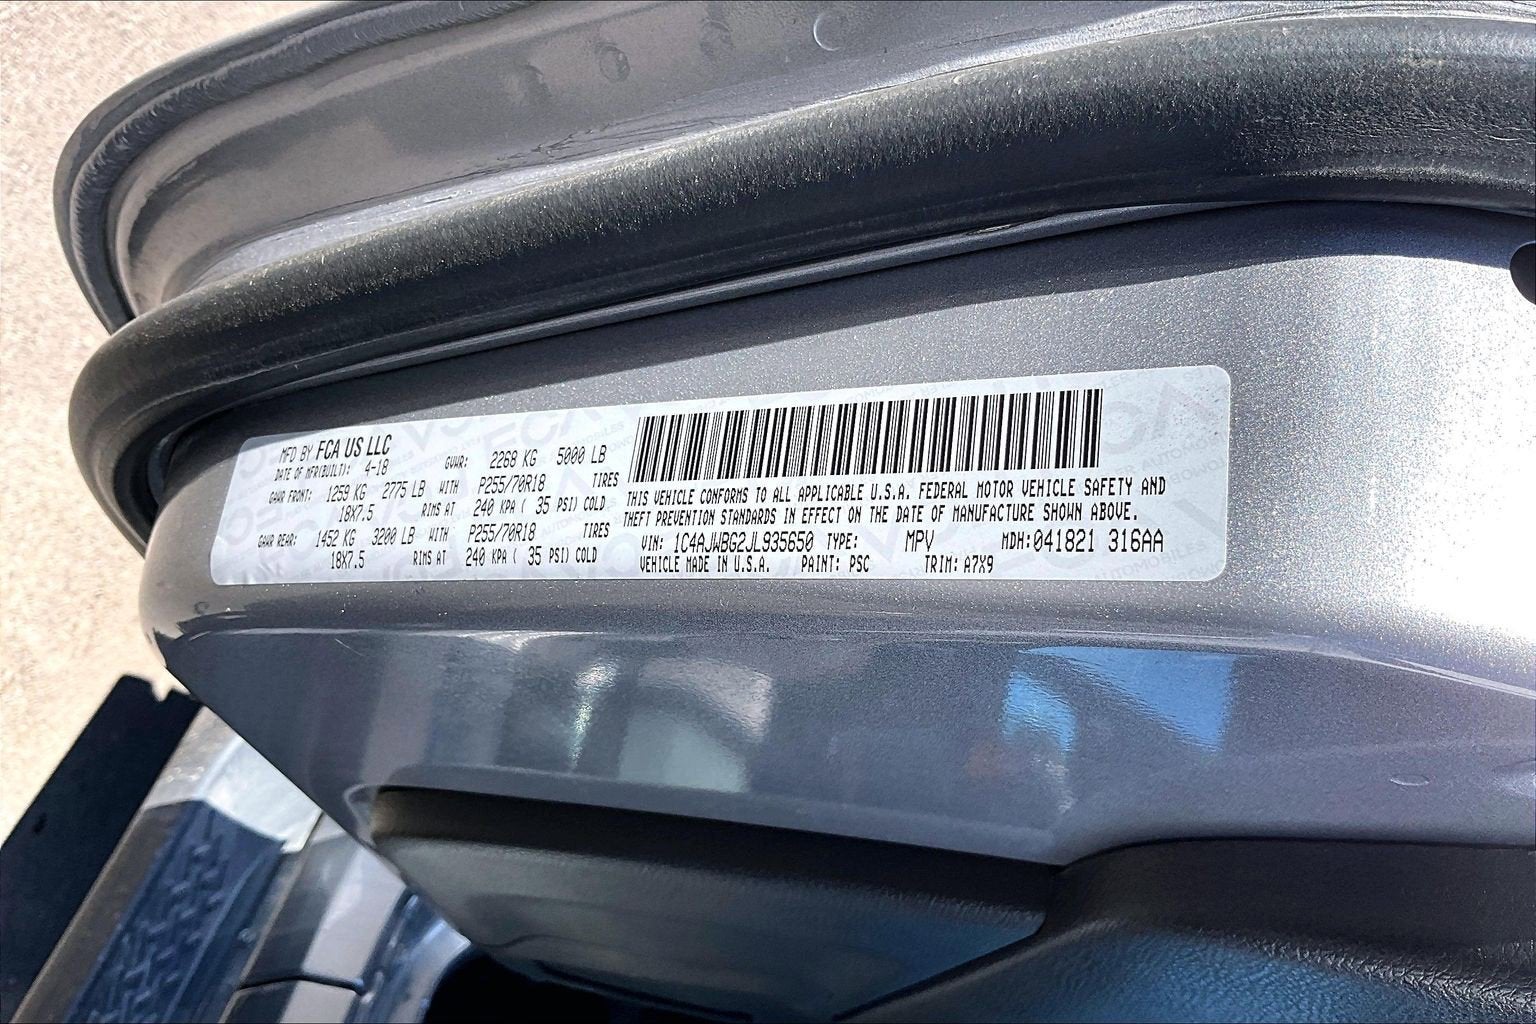 MFD BY FCA US LLC
DATE OF MFR(BUILT): 4-18 GVWR: 2268 KG 5000 LB
GAWR FRONT: 1259 KG 2775 LB WITH P255/70R18 TIRES
18X7.5 RIMS AT 240 KPA ( 35 PSI) COLD
GAWR REAR: 1452 KG 3200 LB WITH P255/70R18 TIRES
18X7.5 RIMS AT 240 KPA ( 35 PSI) COLD
THIS VEHICLE CONFORMS TO ALL APPLICABLE U.S.A. FEDERAL MOTOR VEHICLE SAFETY AND
THEFT PREVENTION STANDARDS IN EFFECT ON THE DATE OF MANUFACTURE SHOWN ABOVE.
VIN: 1C4AJWBG2JL935650 TYPE: MPV MDH: 041821 316AA
VEHICLE MADE IN U.S.A. PAINT: PSC TRIM: A7X9